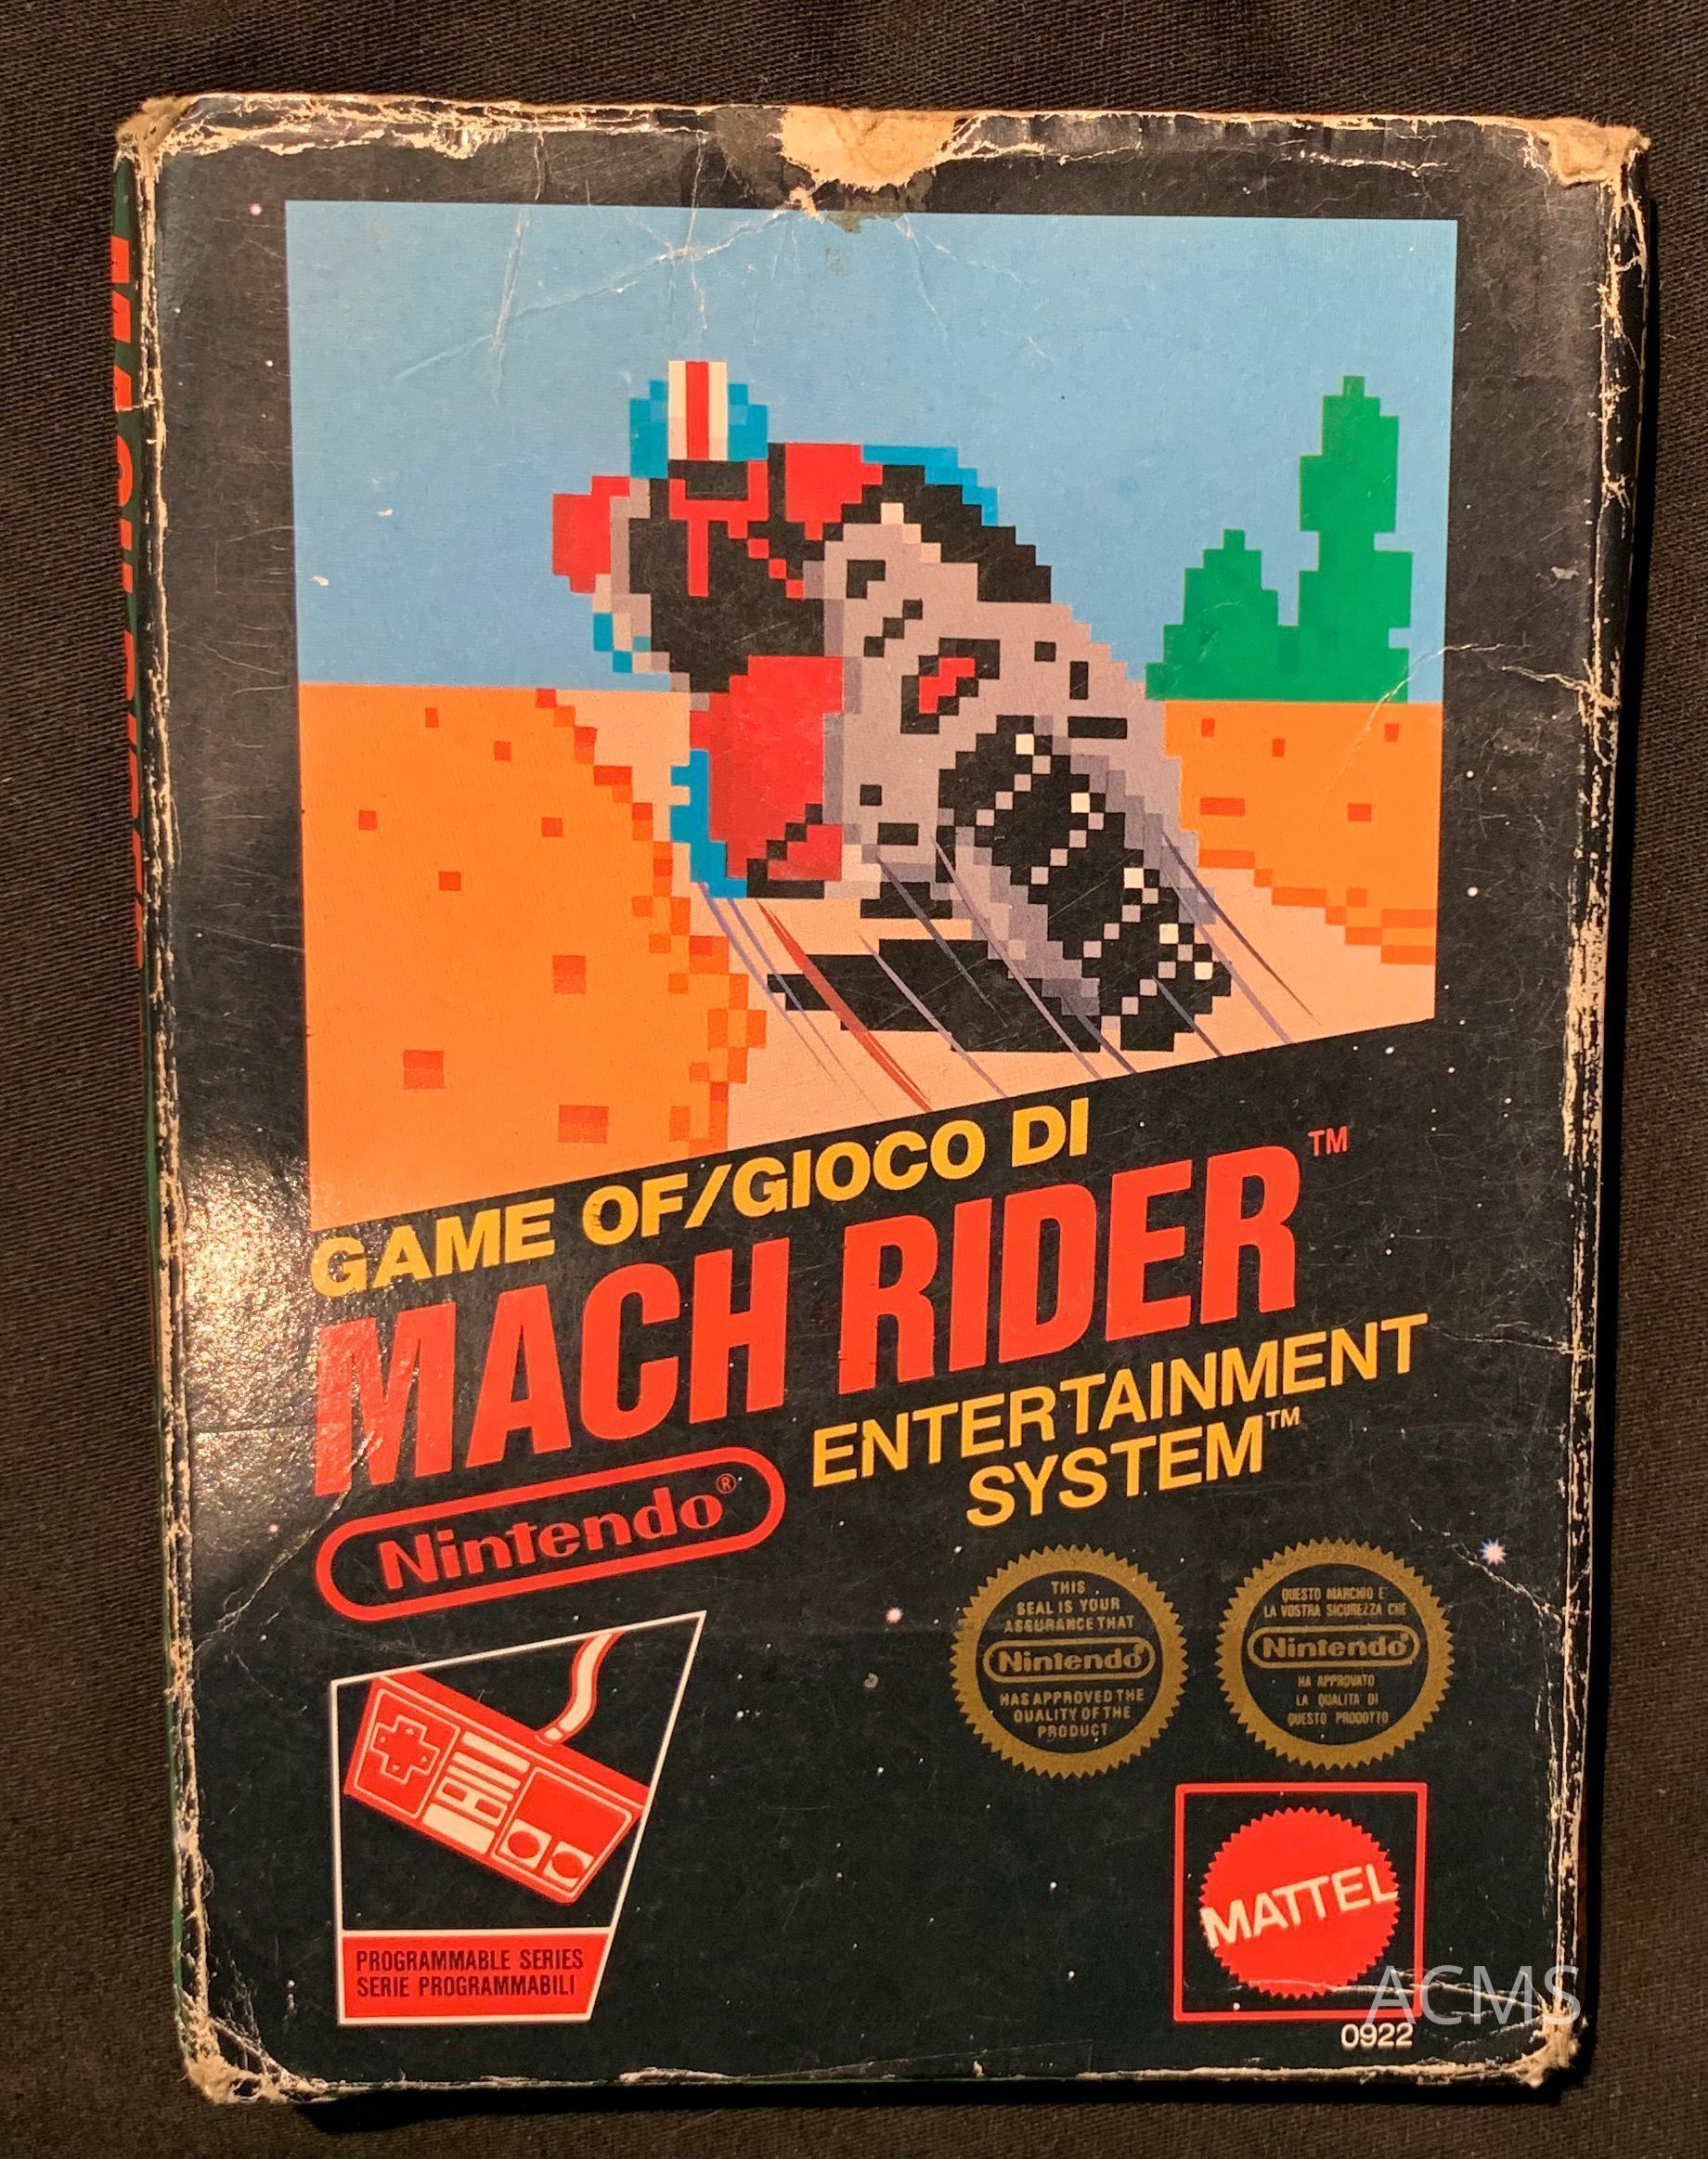 GAME OF/GIOCO DI
MACH RIDER™
Nintendo®
ENTERTAINMENT
SYSTEM™
THIS
SEAL IS YOUR
ASSURANCE THAT
Nintendo®
HAS APPROVED THE
QUALITY OF THE
PRODUCT
QUESTO MARCHIO E'
LA VOSTRA SICUREZZA CHE
Nintendo®
HA APPROVATO
LA QUALITA DI
QUESTO PRODOTTO
PROGRAMMABLE SERIES
SERIE PROGRAMMABILI
MATTEL
ACMS
0922